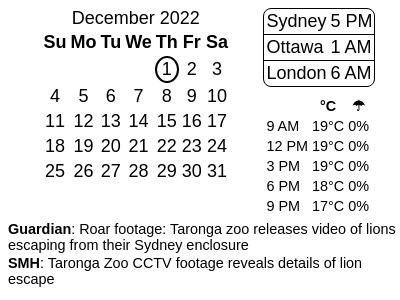 December 2022
Su Mo Tu We Th Fr Sa
1 2 3
4 5 6 7 8 9 10
11 12 13 14 15 16 17
18 19 20 21 22 23 24
25 26 27 28 29 30 31
Sydney 5 PM
Ottawa 1 AM
London 6 AM
°C ☂
9 AM 19°C 0%
12 PM 19°C 0%
3 PM 19°C 0%
6 PM 18°C 0%
9 PM 17°C 0%
Guardian: Roar footage: Taronga zoo releases video of lions
escaping from their Sydney enclosure
SMH: Taronga Zoo CCTV footage reveals details of lion
escape